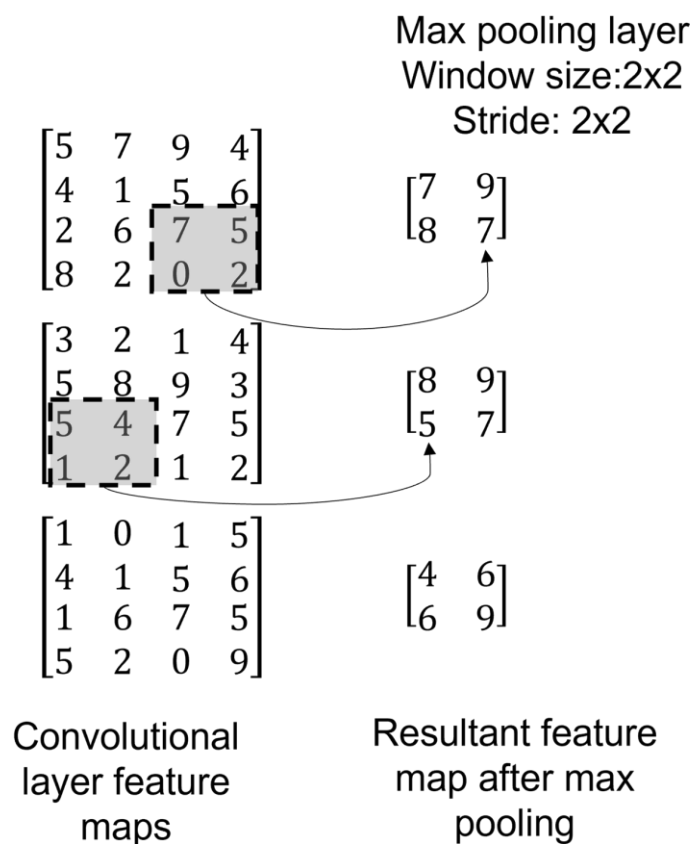 Max pooling layer
Window size:2x2
Stride: 2x2
5 7 9 4
4 1 5 6
2 6 7 5
8 2 0 2
7 9
8 7
3 2 1 4
5 8 9 3
5 4 7 5
1 2 1 2
8 9
5 7
1 0 1 5
4 1 5 6
1 6 7 5
5 2 0 9
4 6
6 9
Convolutional
layer feature
maps
Resultant feature
map after max
pooling